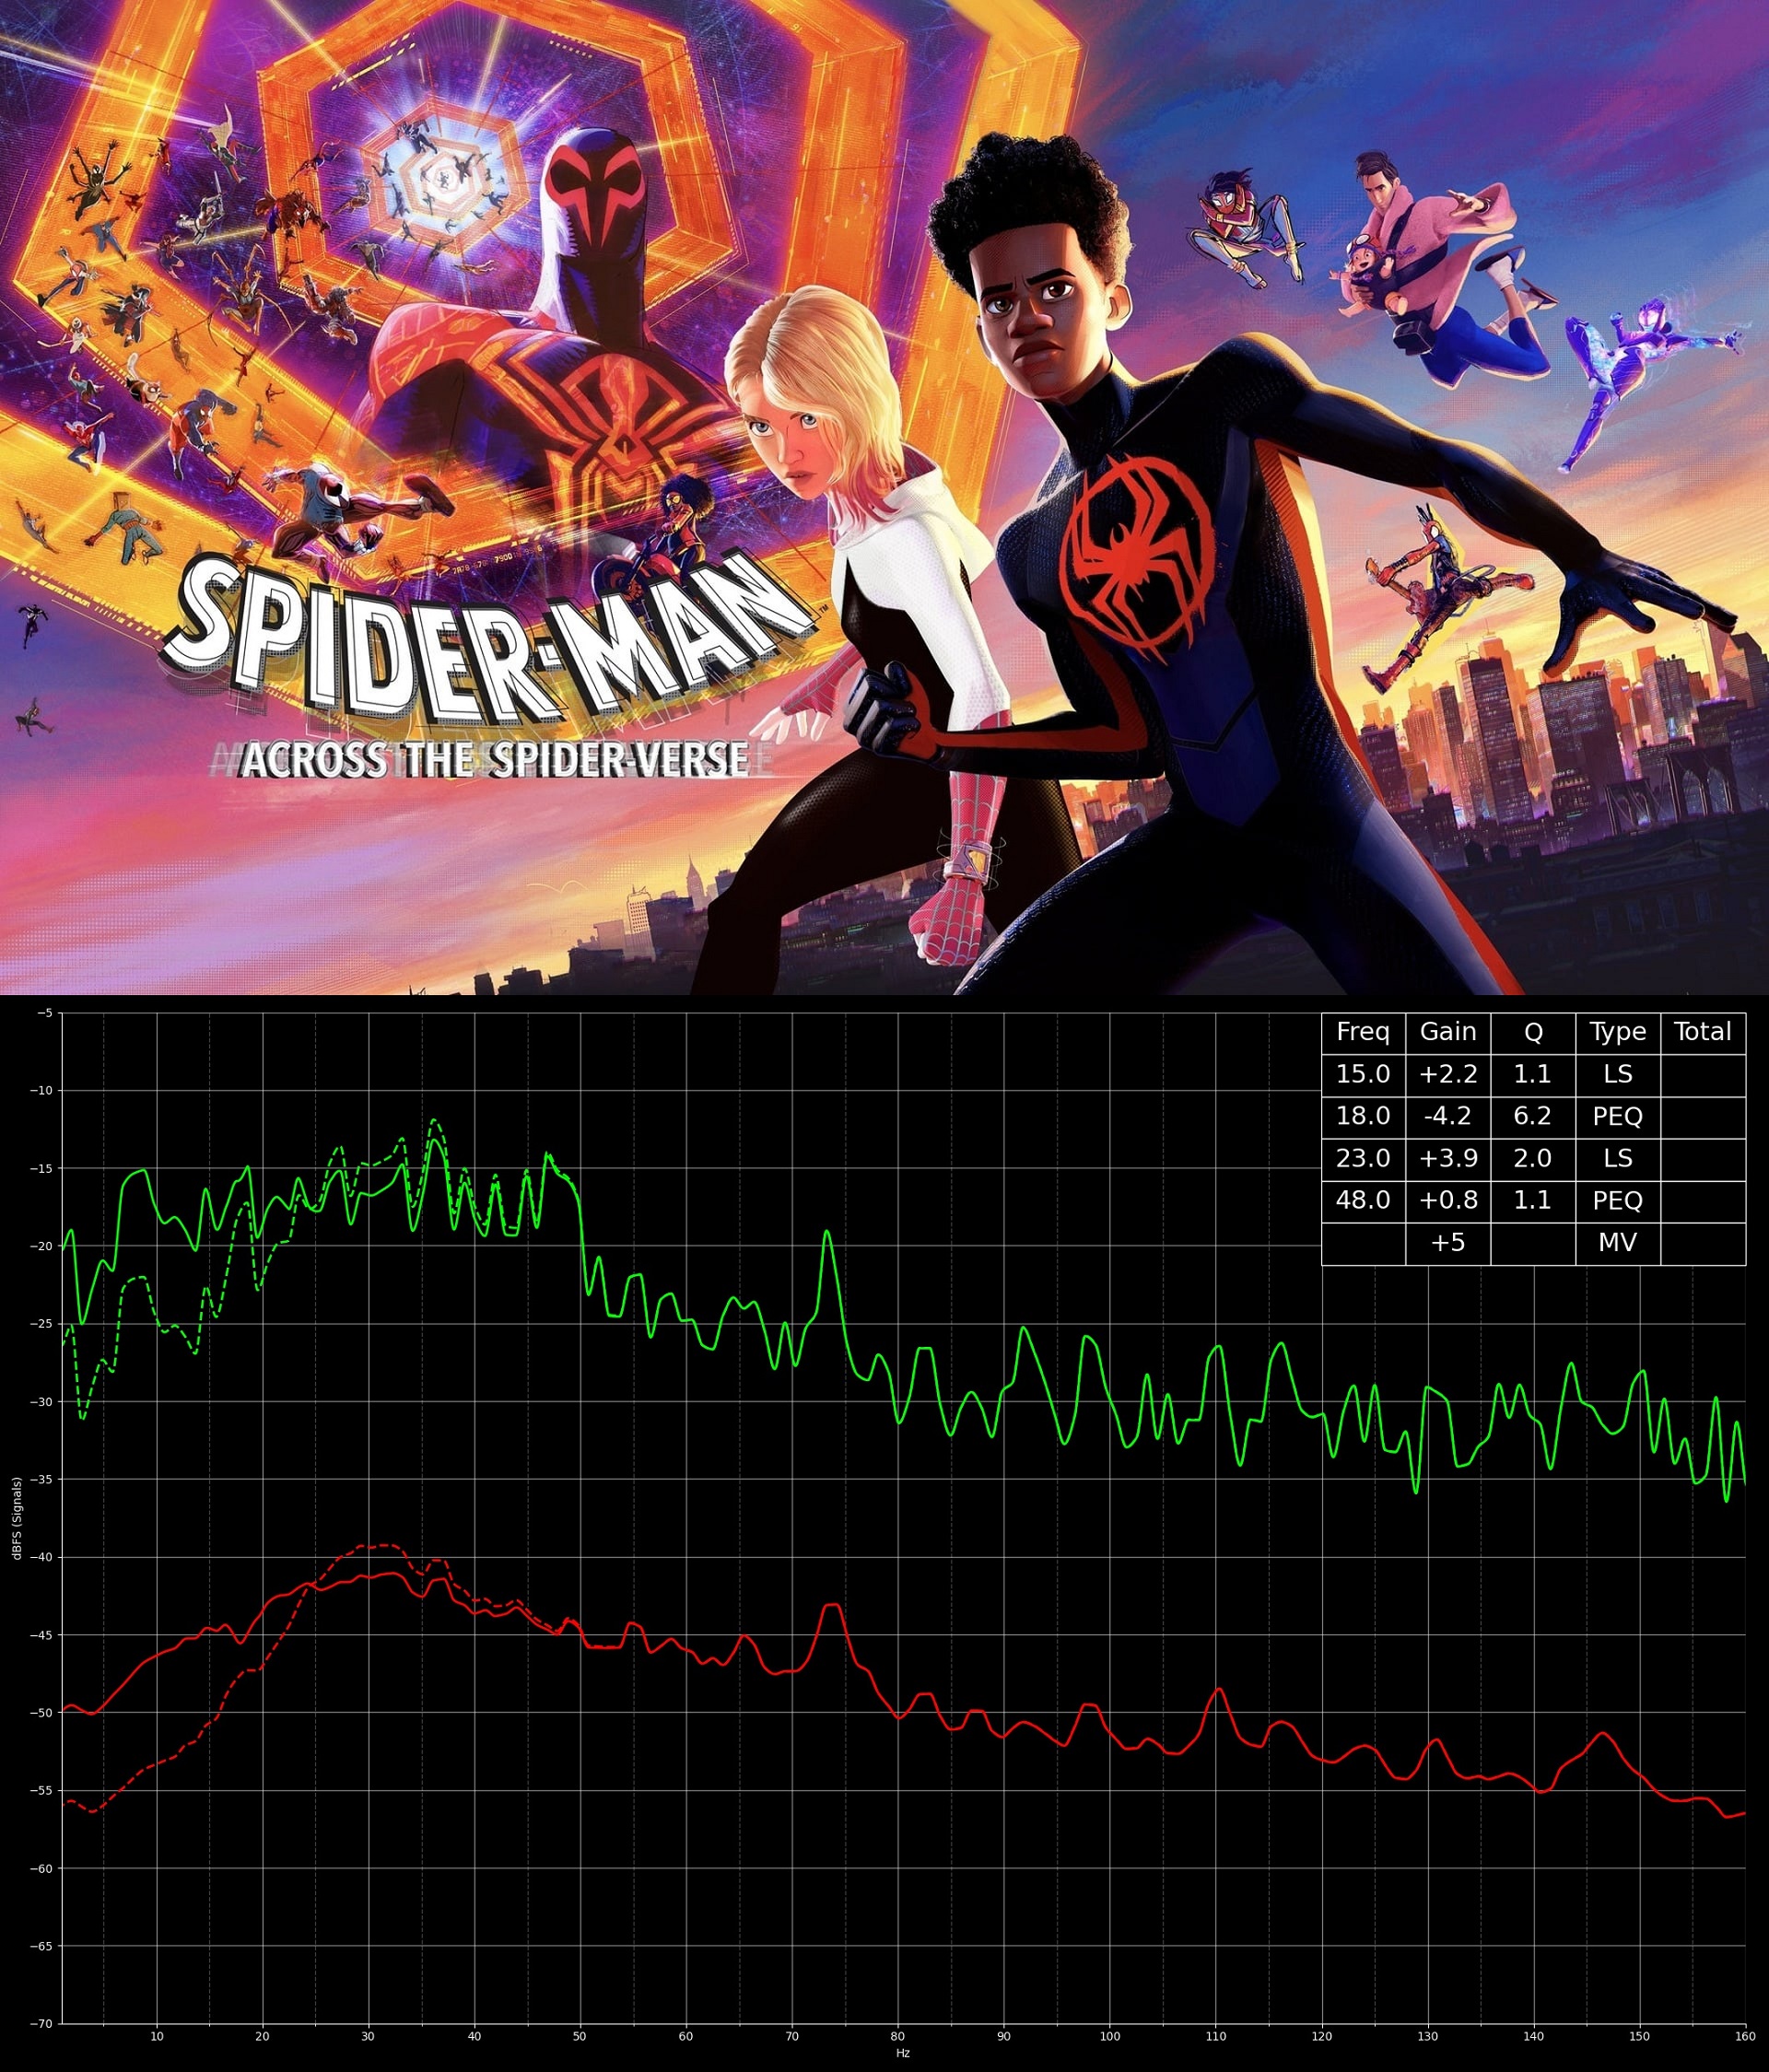 SPIDER-MAN™
ACROSS THE SPIDER-VERSE
Freq Gain Q Type Total
15.0 +2.2 1.1 LS
18.0 -4.2 6.2 PEQ
23.0 +3.9 2.0 LS
48.0 +0.8 1.1 PEQ
+5 MV
−5
−10
−15
−20
−25
−30
−35
−40
−45
−50
−55
−60
−65
−70
dBFS (Signals)
10 20 30 40 50 60 70 80 90 100 110 120 130 140 150 160
Hz